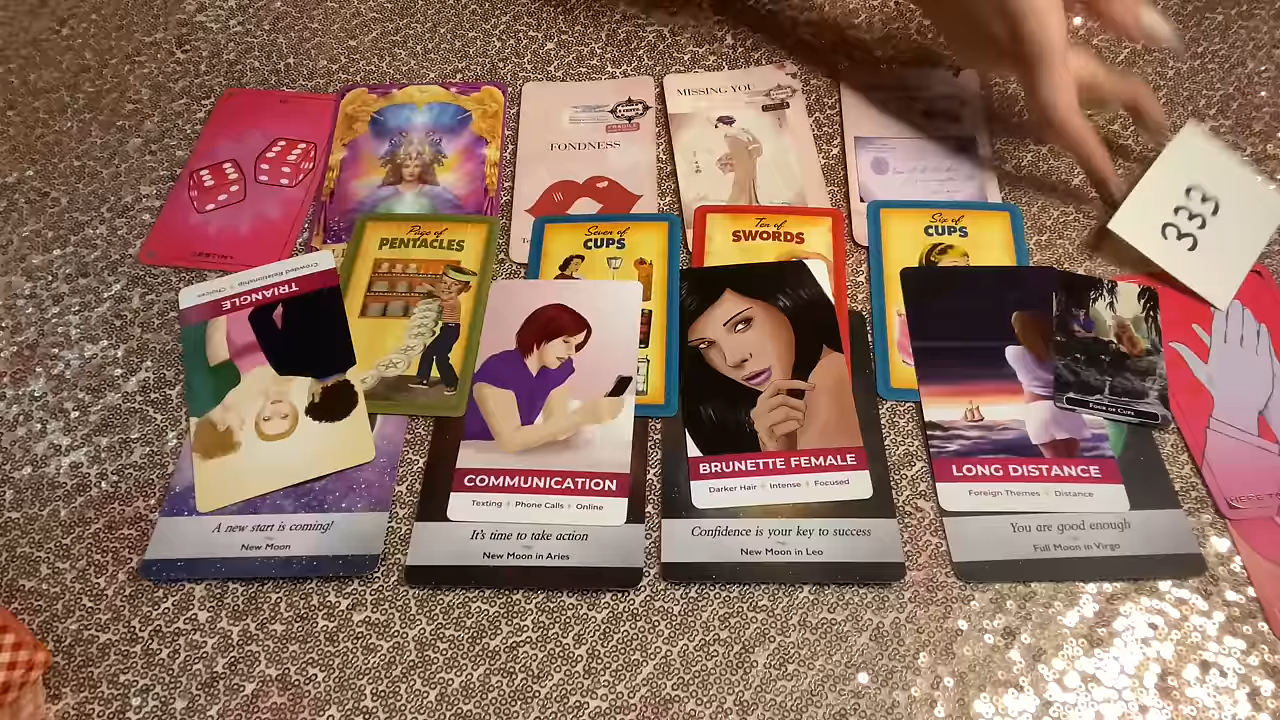 FONDNESS
FRAGILE
MISSING YOU
333
Page of
PENTACLES
Seven of
CUPS
Ten of
SWORDS
Six of
CUPS
Crowded Relationship Choices
TRIANGLE
FOUR OF CUPS
COMMUNICATION
Texting Phone Calls Online
BRUNETTE FEMALE
Darker Hair Intense Focused
LONG DISTANCE
Foreign Themes Distance
A new start is coming!
New Moon
It's time to take action
New Moon in Aries
Confidence is your key to success
New Moon in Leo
You are good enough
Full Moon in Virgo